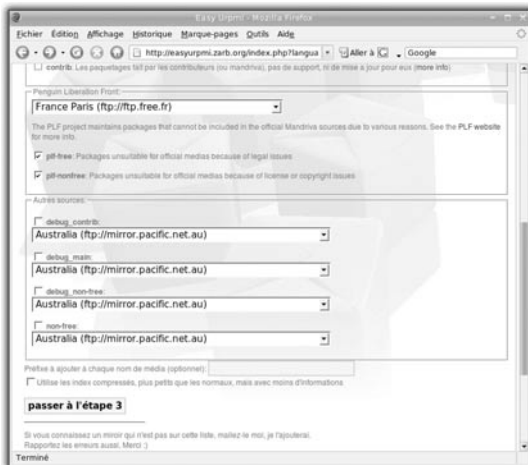 Easy Urpmi - Mozilla Firefox
Fichier Édition Affichage Historique Marque-pages Outils Aide
http://easyurpmi.zarb.org/index.php?langua Aller à Google
contrib: Les paquetages fait par les contributeurs (ou mandriva), pas de support, ni de mise à jour pour eux (more info)
Penguin Liberation Front:
France Paris (ftp://ftp.free.fr)
The PLF project maintains packages that cannot be included in the official Mandriva sources due to various reasons. See the PLF website
for more info.
plf-free: Packages unsuitable for official medias because of legal issues
plf-nonfree: Packages unsuitable for official medias because of license or copyright issues
Autres sources:
debug_contrib:
Australia (ftp://mirror.pacific.net.au)
debug_main:
Australia (ftp://mirror.pacific.net.au)
debug_non-free:
Australia (ftp://mirror.pacific.net.au)
non-free:
Australia (ftp://mirror.pacific.net.au)
Préfixe à ajouter à chaque nom de média (optionnel):
Utilise les index compressés, plus petits que les normaux, mais avec moins d'informations
passer à l'étape 3
Si vous connaissez un miroir qui n'est pas sur cette liste, mailez-le moi, je l'ajouterai.
Rapportez les erreurs aussi. Merci :)
Terminé